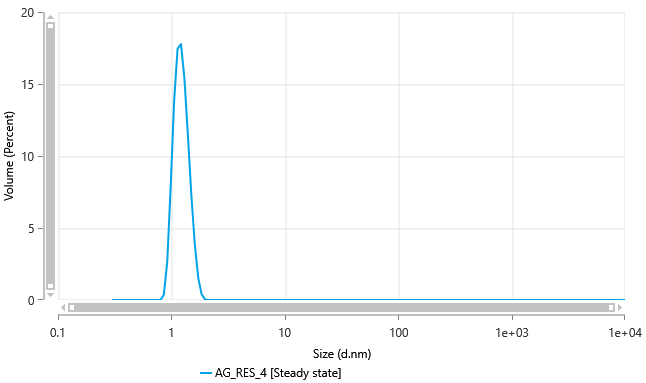 20
15
10
5
0
Volume (Percent)
0.1 1 10 100 1e+03 1e+04
Size (d.nm)
AG_RES_4 [Steady state]